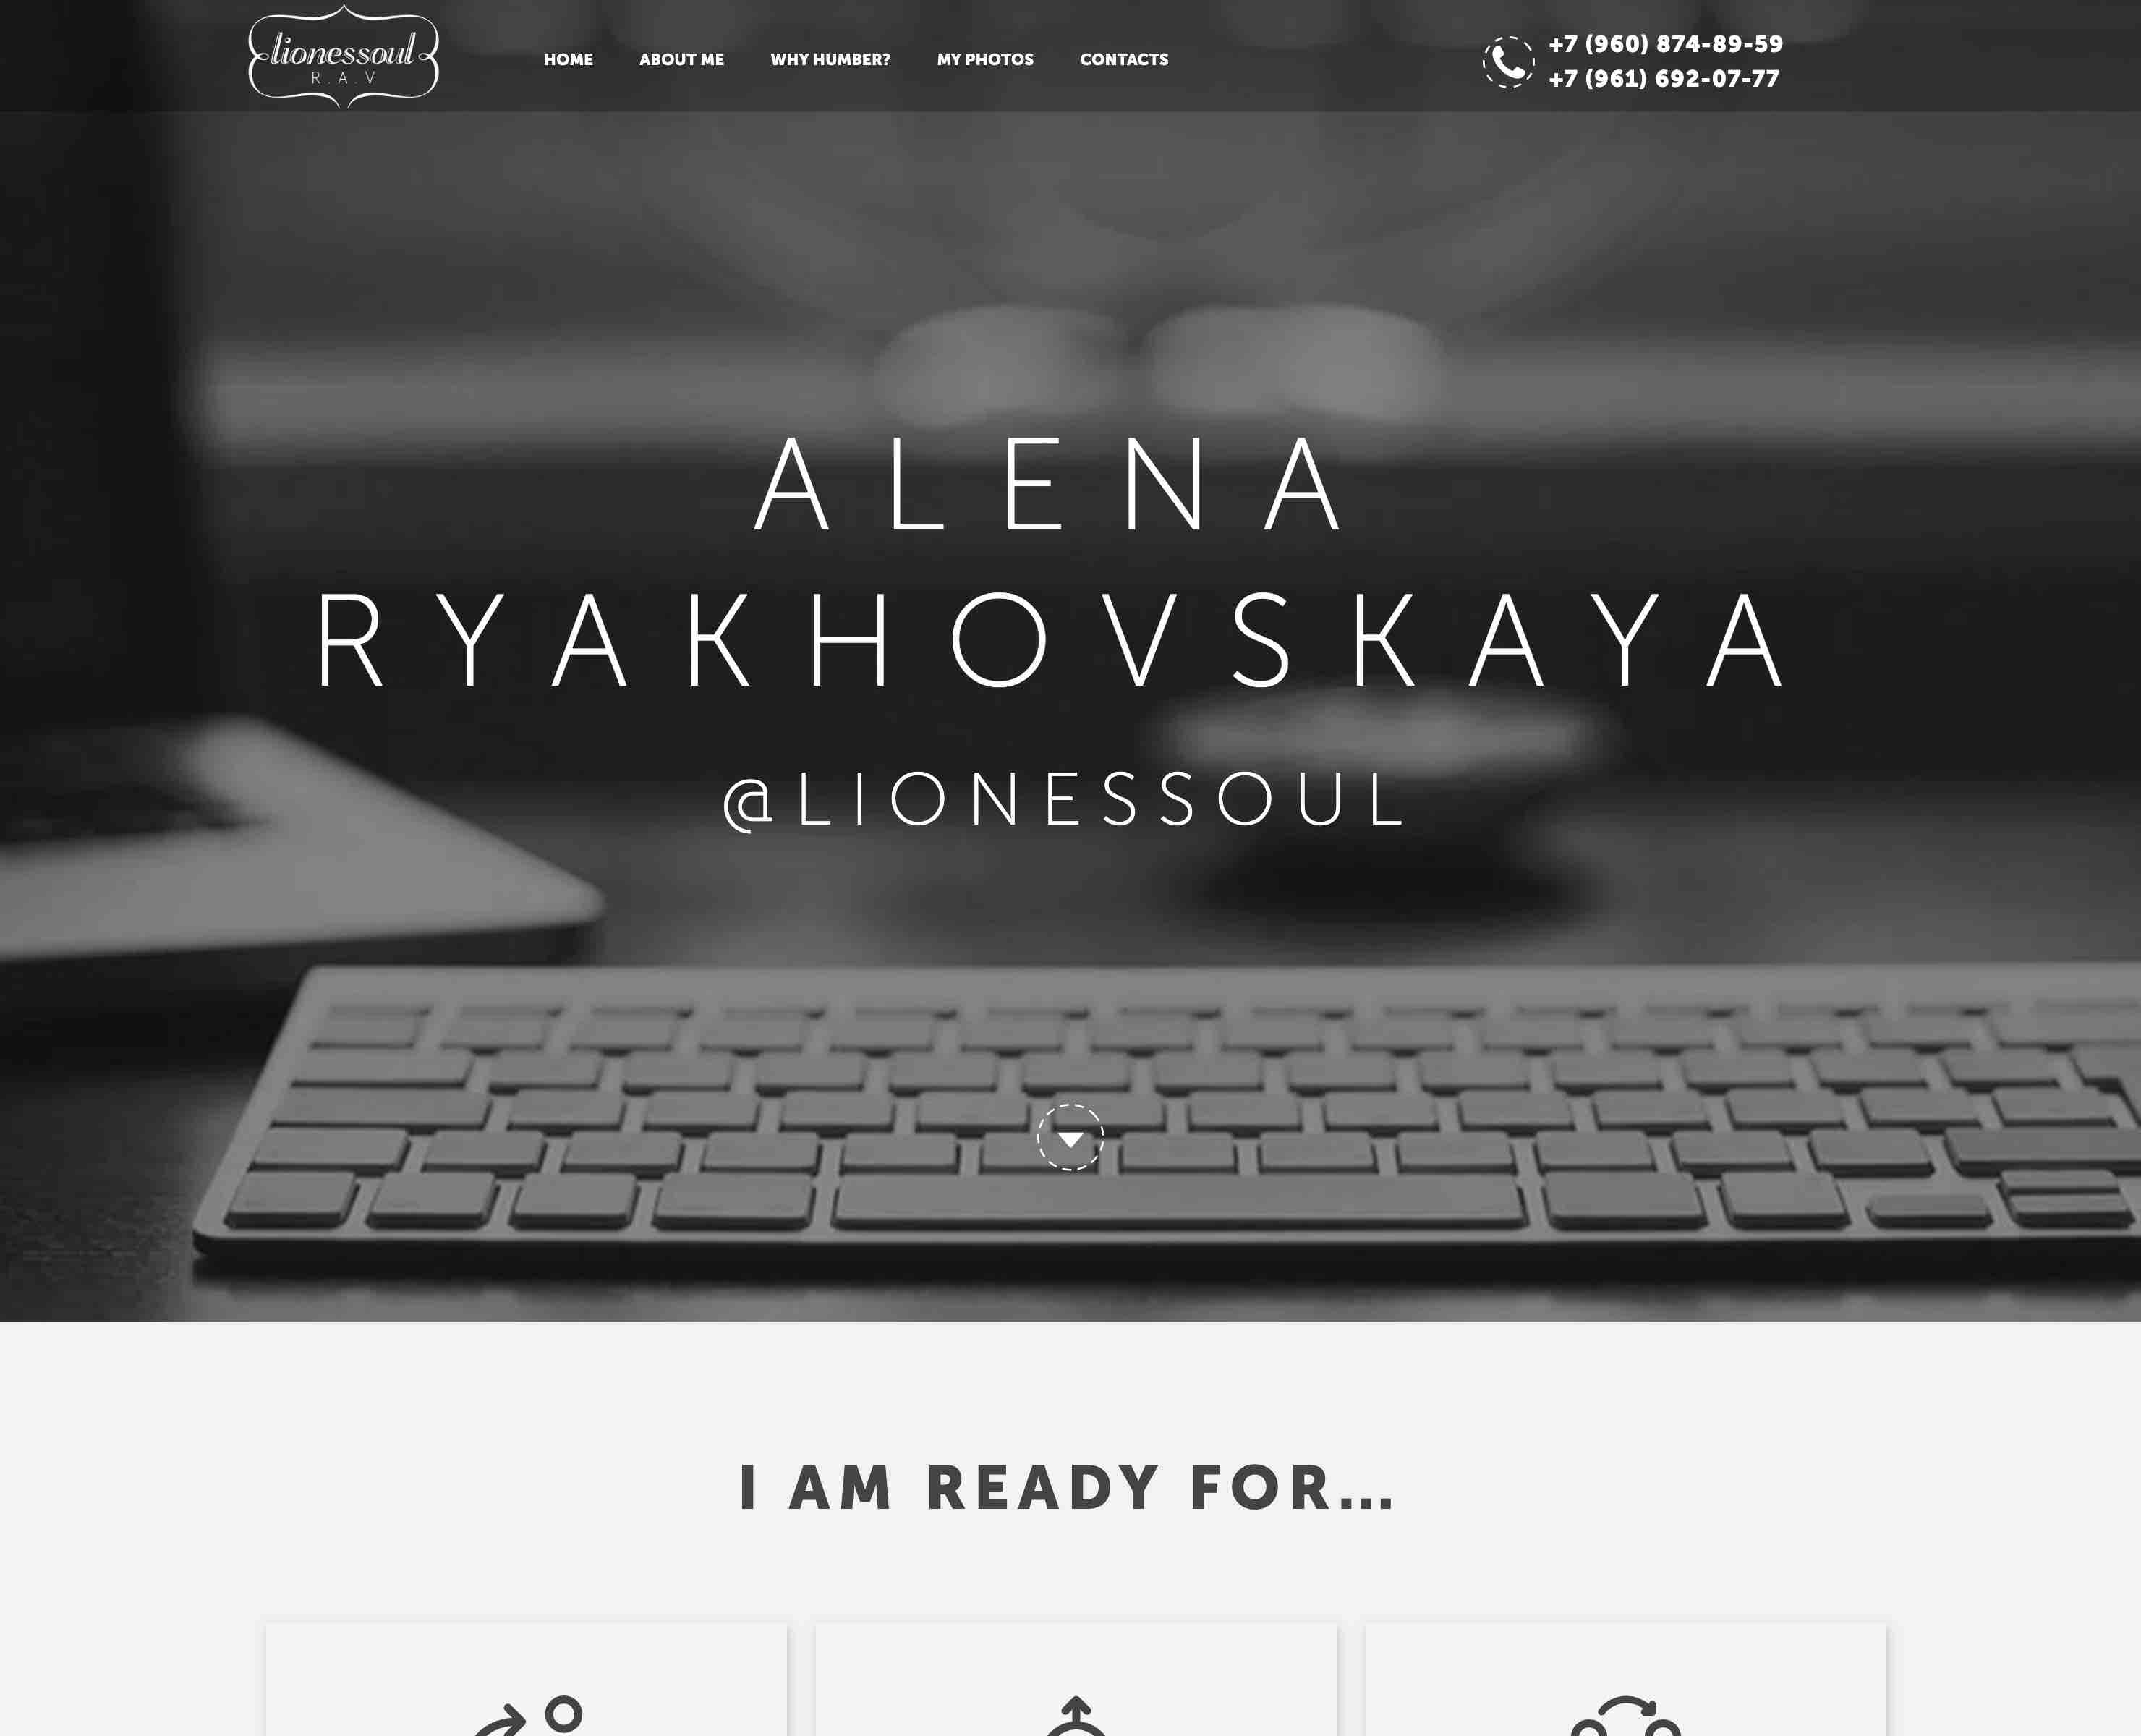 lionessoul
R.A.V
HOME ABOUT ME WHY HUMBER? MY PHOTOS CONTACTS
+7 (960) 874-89-59
+7 (961) 692-07-77
ALENA
RYAKHOVSKAYA
@LIONESSOUL
I AM READY FOR...